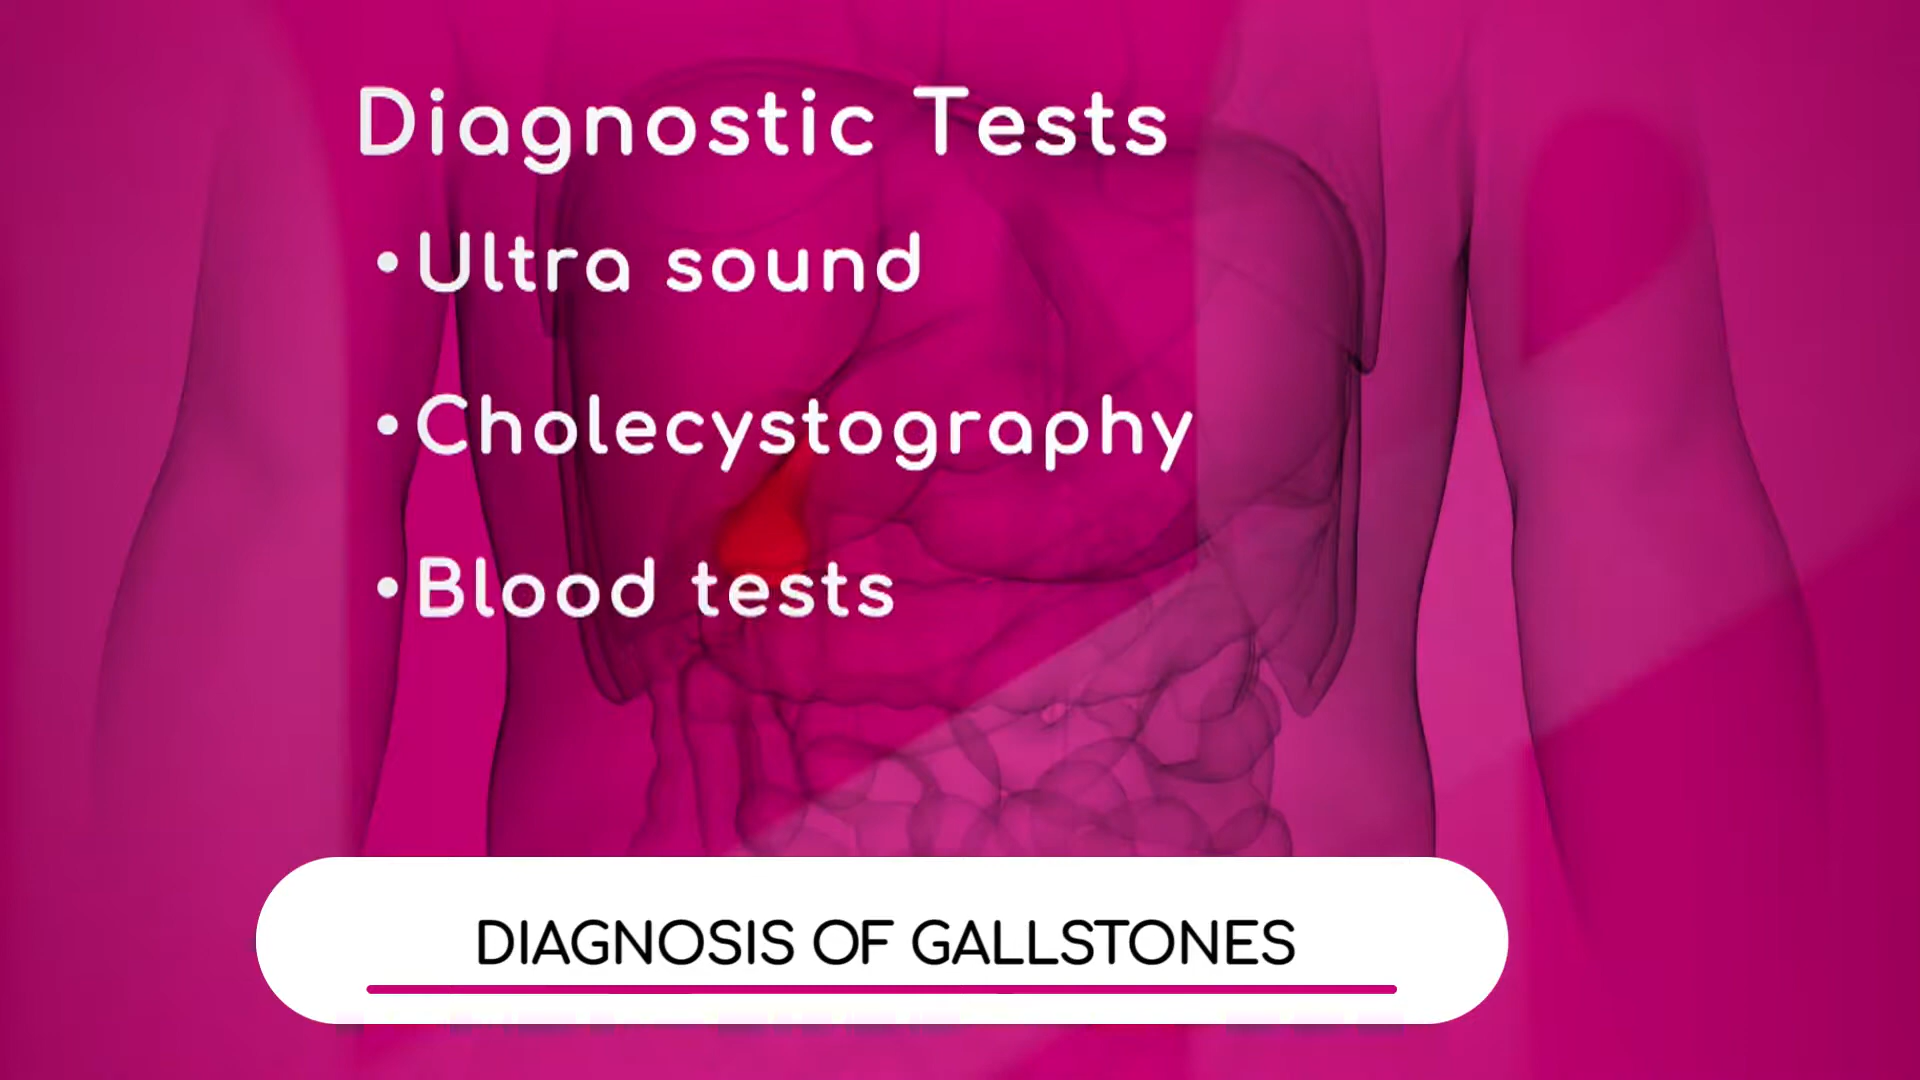 Diagnostic Tests
•Ultra sound
•Cholecystography
•Blood tests
DIAGNOSIS OF GALLSTONES